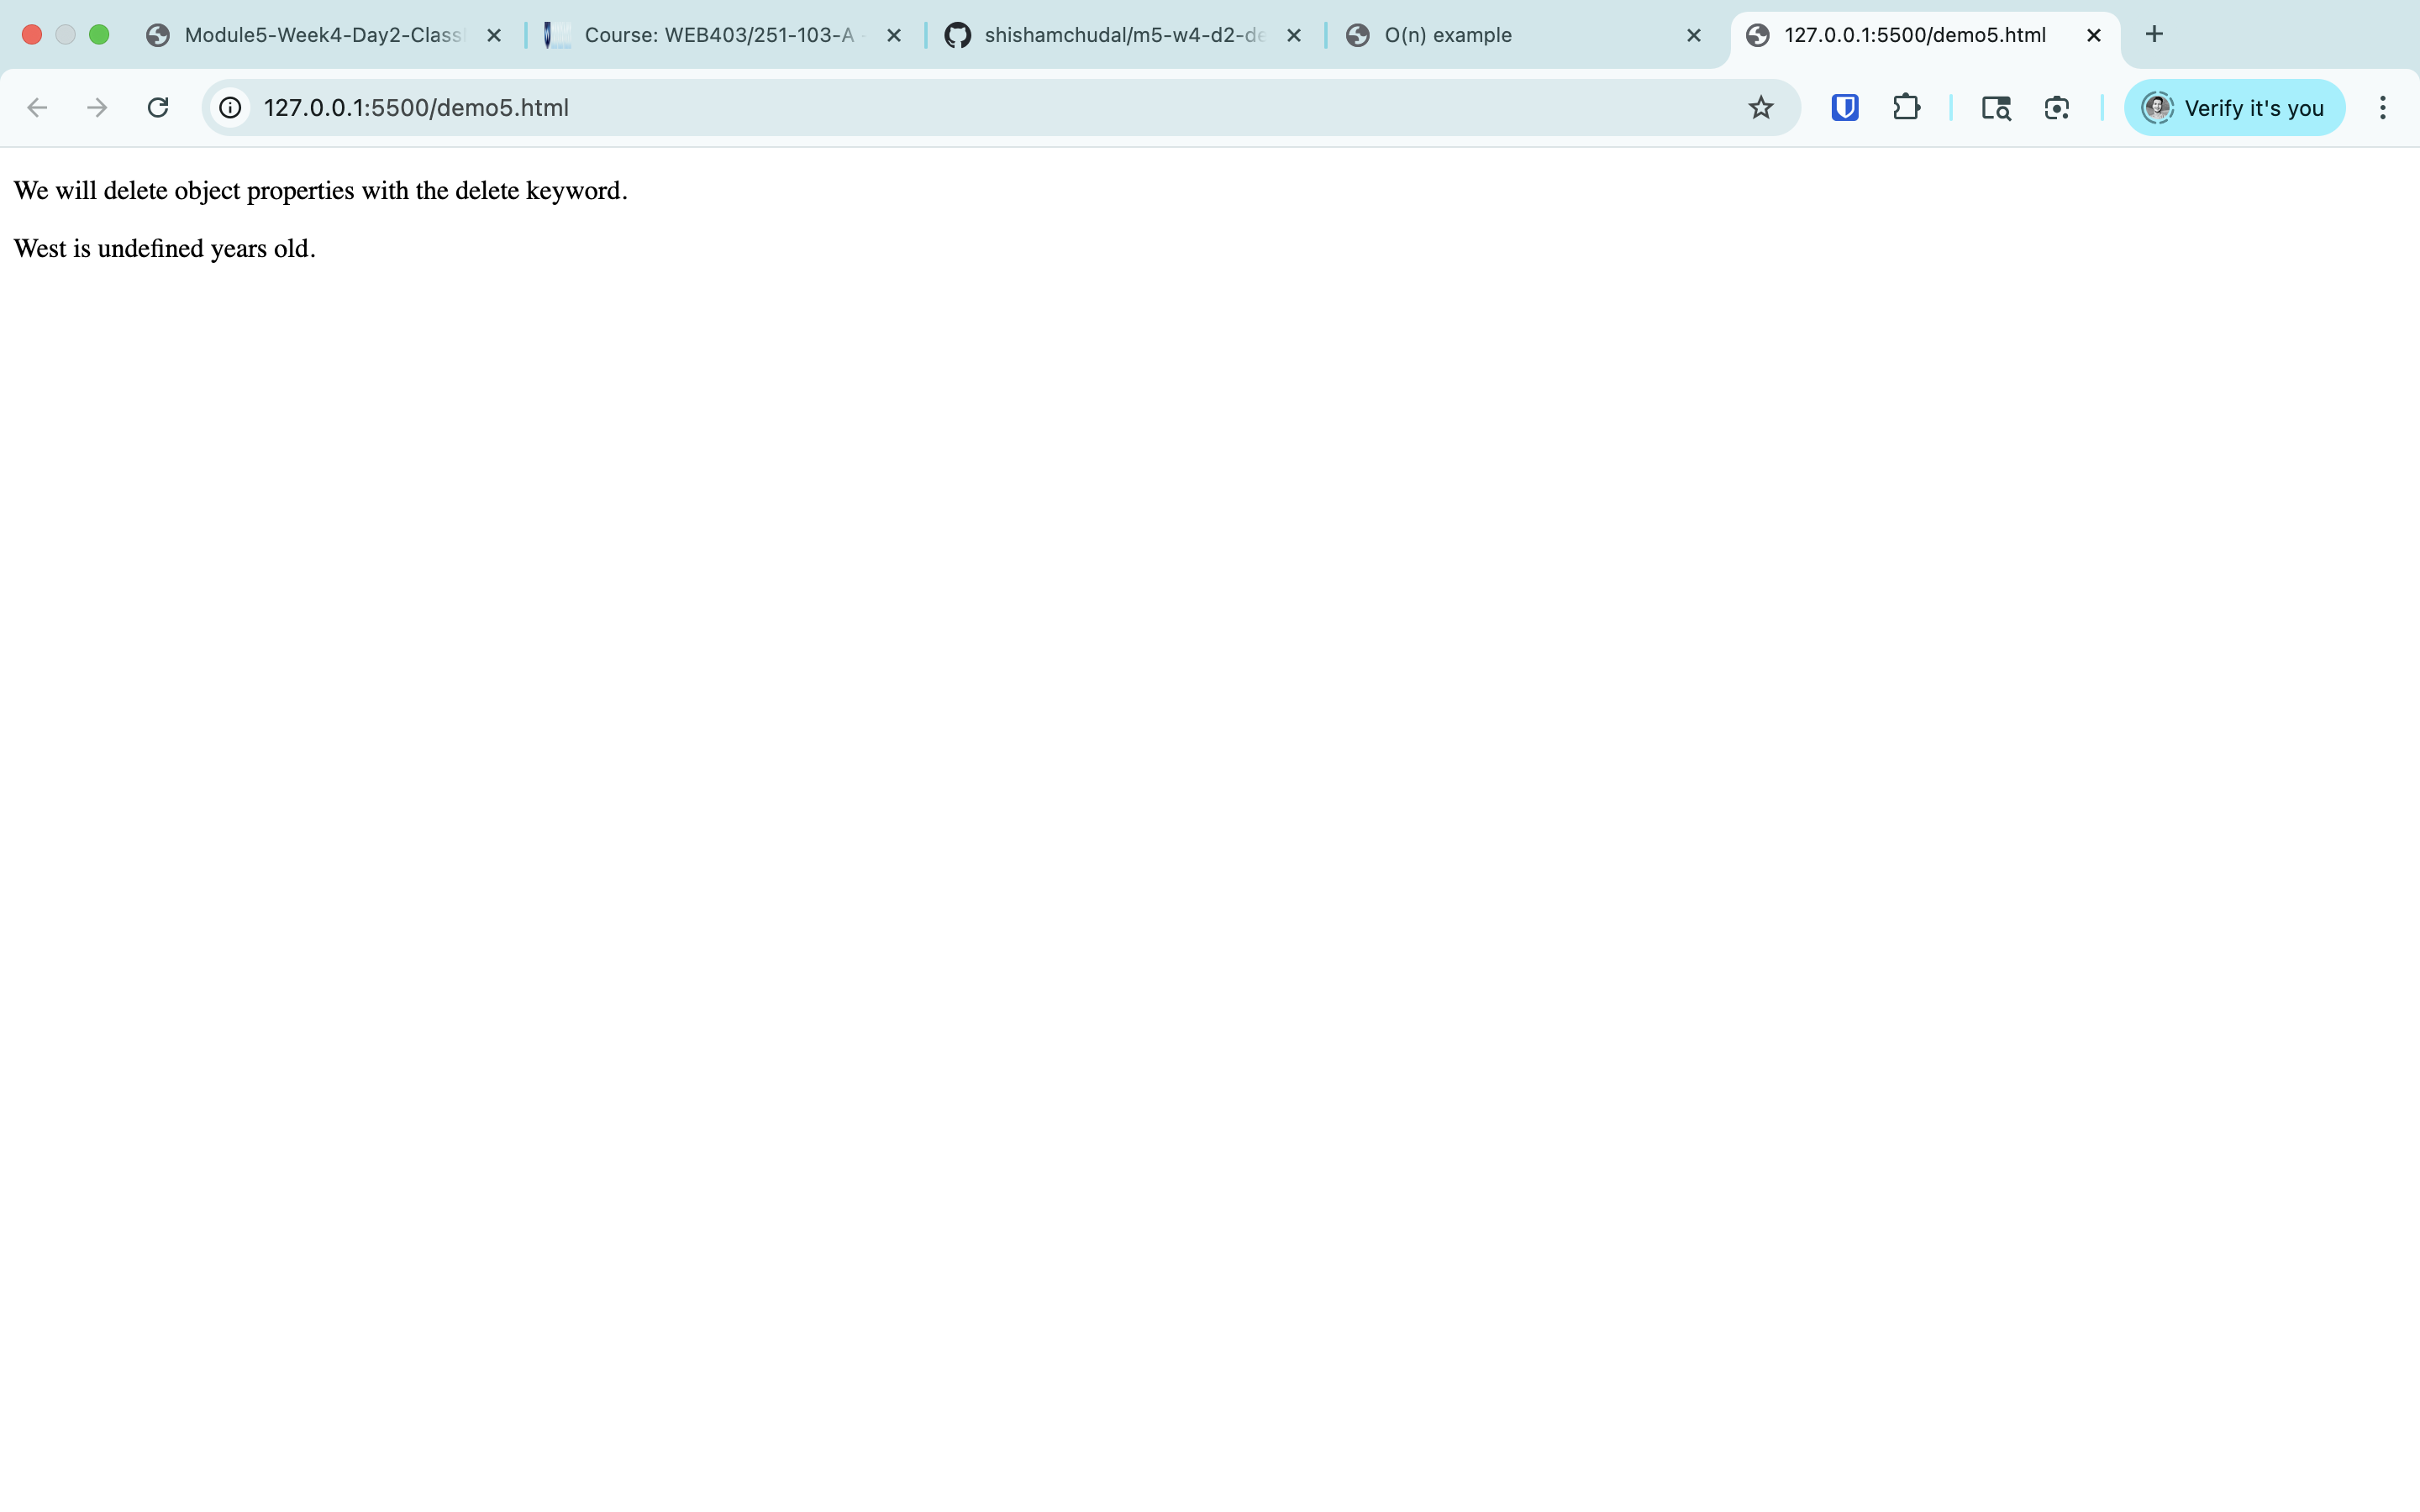 Module5-Week4-Day2-Class
Course: WEB403/251-103-A
shishamchudal/m5-w4-d2-de
O(n) example
127.0.0.1:5500/demo5.html
127.0.0.1:5500/demo5.html
Verify it's you
We will delete object properties with the delete keyword.
West is undefined years old.